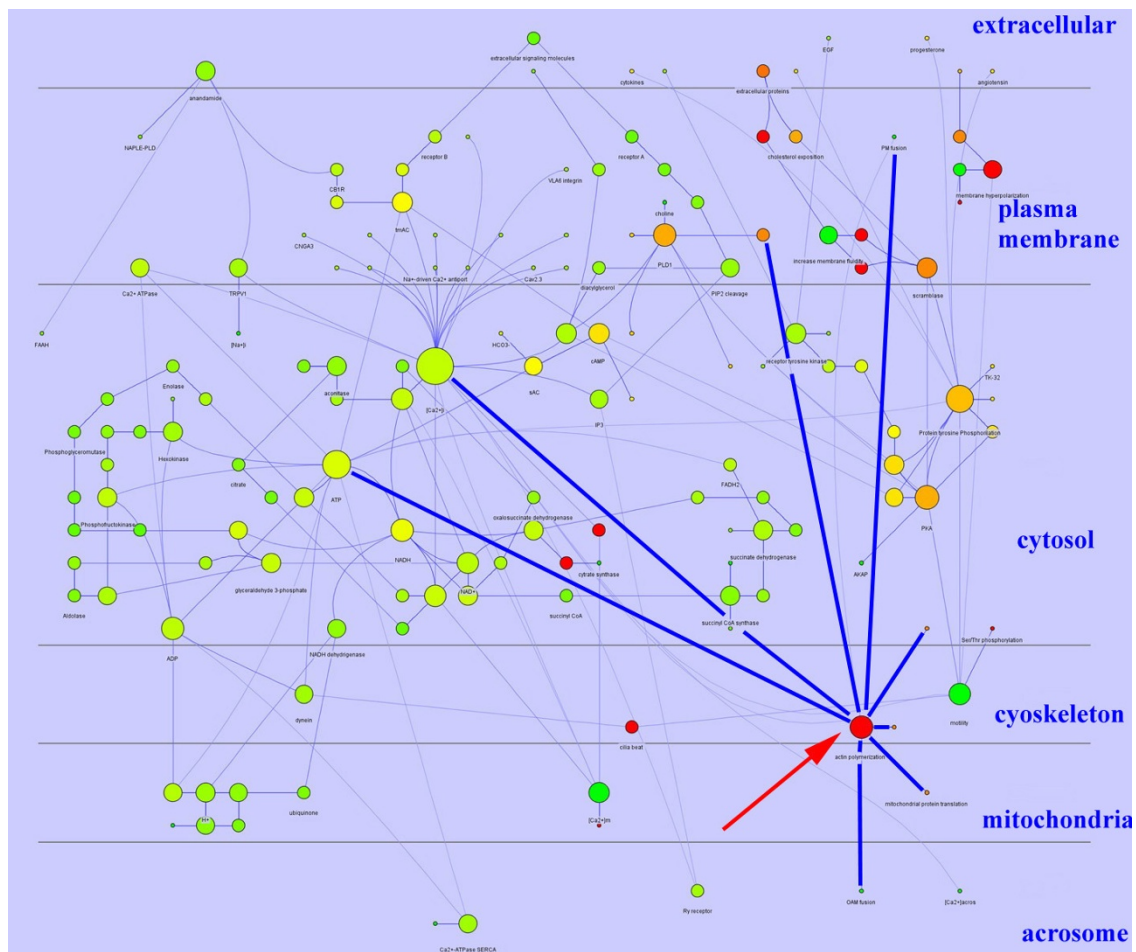 extracellular
EGF
progesterone
extracellular signaling molecules
cytokines
extracellular proteins
angiotensin
anandamide
NAPLE-PLD
receptor B
receptor A
cholesterol exposition
PM fusion
CB1R
VLA6 integrin
membrane hyperpolarization
plasma
membrane
tmAC
choline
CNGA3
Na+-driven Ca2+ antiport
Cav2.3
PLD1
increase membrane fluidity
diacylglycerol
Ca2+ ATPase
TRPV1
PIP2 cleavage
scramblase
FAAH
[Na+]i
HCO3
cAMP
receptor tyrosine kinase
Enolase
aconitase
[Ca2+]i
sAC
IP3
TK-32
Phosphoglyceromutase
Hexokinase
Protein tyrosine Phosphorilation
citrate
ATP
FADH2
Phosphofructokinase
oxalosuccinate dehydrogenase
PKA
cytosol
NADH
succinate dehydrogenase
cytrate synthase
AKAP
glyceraldehyde 3-phosphate
NAD+
Aldolase
succinyl CoA
succinyl CoA synthase
ADP
NADH dehydrigenase
Ser/Thr phosphorylation
dynein
motility
cyoskeleton
cilia beat
actin polymerization
H+
ubiquinone
[Ca2+]m
mitochondrial protein translation
mitochondria
Ry receptor
OAM fusion
[Ca2+]acros
acrosome
Ca2+-ATPase SERCA